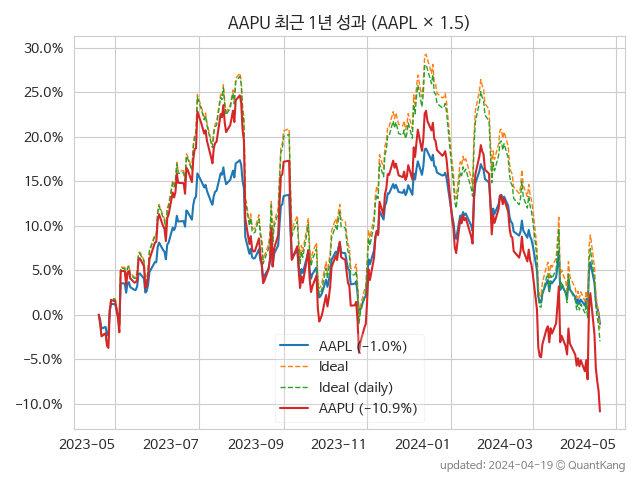 AAPU 최근 1년 성과 (AAPL × 1.5)
30.0%
25.0%
20.0%
15.0%
10.0%
5.0%
0.0%
−5.0%
−10.0%
AAPL (−1.0%)
Ideal
Ideal (daily)
AAPU (−10.9%)
2023-05 2023-07 2023-09 2023-11 2024-01 2024-03 2024-05
updated: 2024-04-19 © QuantKang